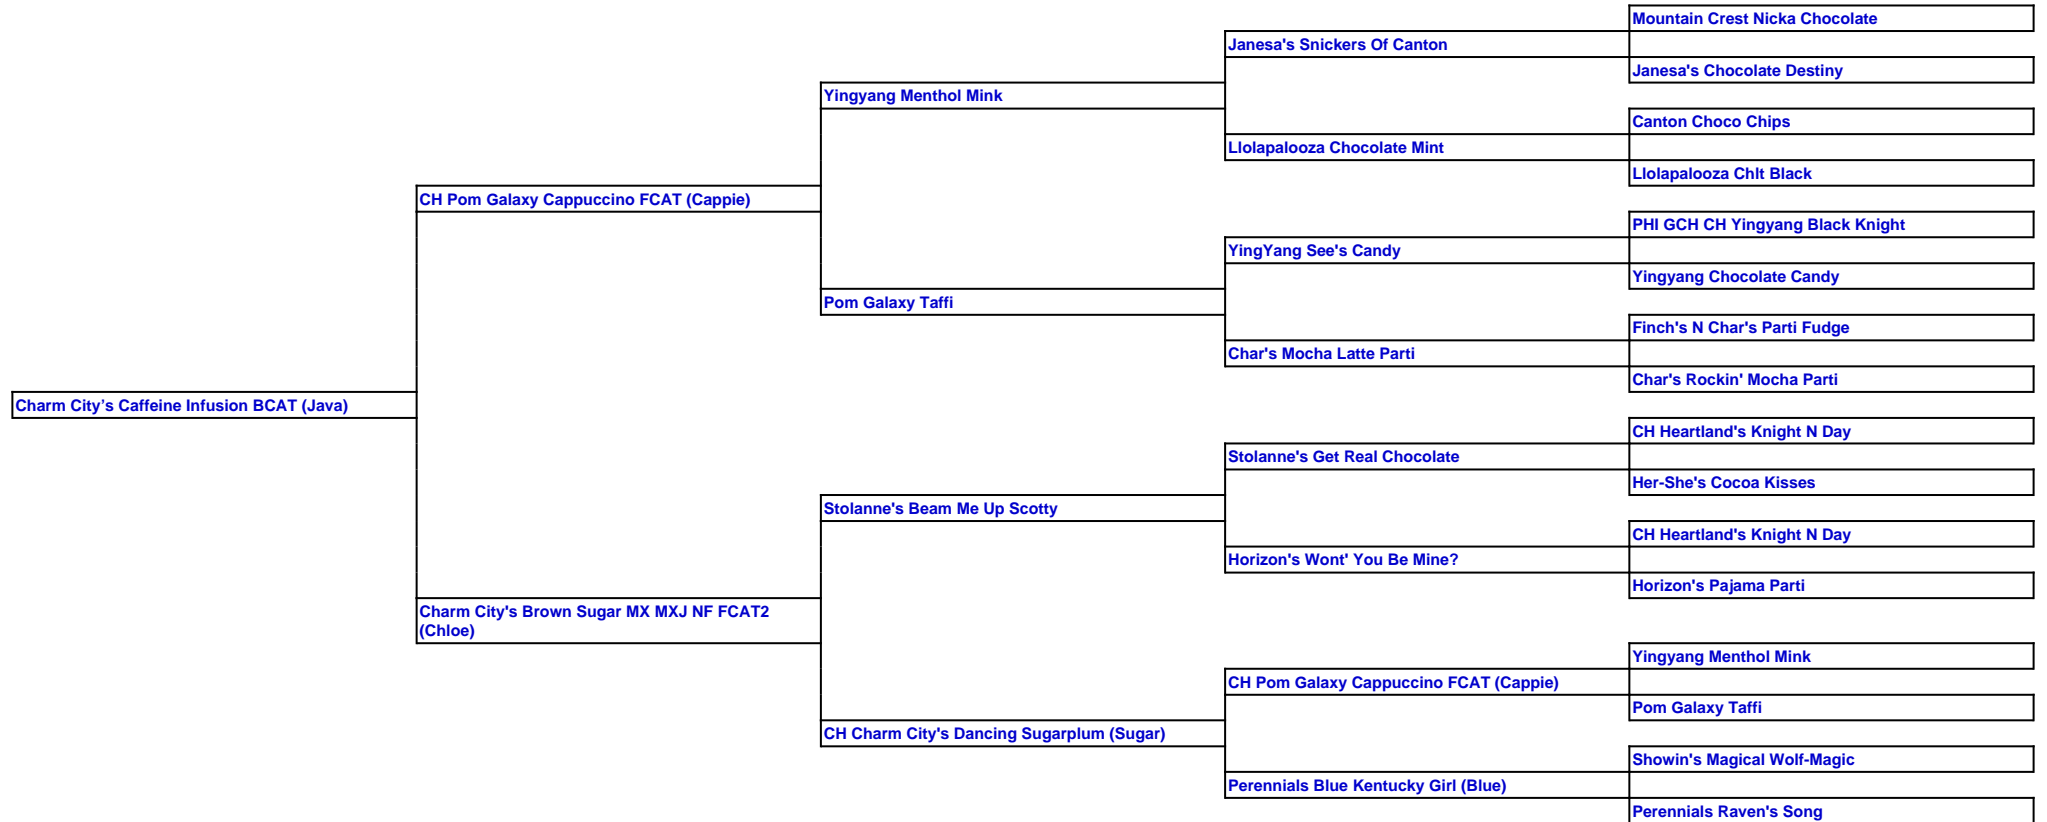 Mountain Crest Nicka Chocolate
Janesa's Snickers Of Canton
Janesa's Chocolate Destiny
Yingyang Menthol Mink
Canton Choco Chips
Llolapalooza Chocolate Mint
Llolapalooza Chlt Black
CH Pom Galaxy Cappuccino FCAT (Cappie)
PHI GCH CH Yingyang Black Knight
YingYang See's Candy
Yingyang Chocolate Candy
Pom Galaxy Taffi
Finch's N Char's Parti Fudge
Char's Mocha Latte Parti
Char's Rockin' Mocha Parti
Charm City’s Caffeine Infusion BCAT (Java)
CH Heartland's Knight N Day
Stolanne's Get Real Chocolate
Her-She's Cocoa Kisses
Stolanne's Beam Me Up Scotty
CH Heartland's Knight N Day
Horizon's Wont' You Be Mine?
Horizon's Pajama Parti
Charm City's Brown Sugar MX MXJ NF FCAT2
(Chloe)
Yingyang Menthol Mink
CH Pom Galaxy Cappuccino FCAT (Cappie)
Pom Galaxy Taffi
CH Charm City's Dancing Sugarplum (Sugar)
Showin's Magical Wolf-Magic
Perennials Blue Kentucky Girl (Blue)
Perennials Raven's Song